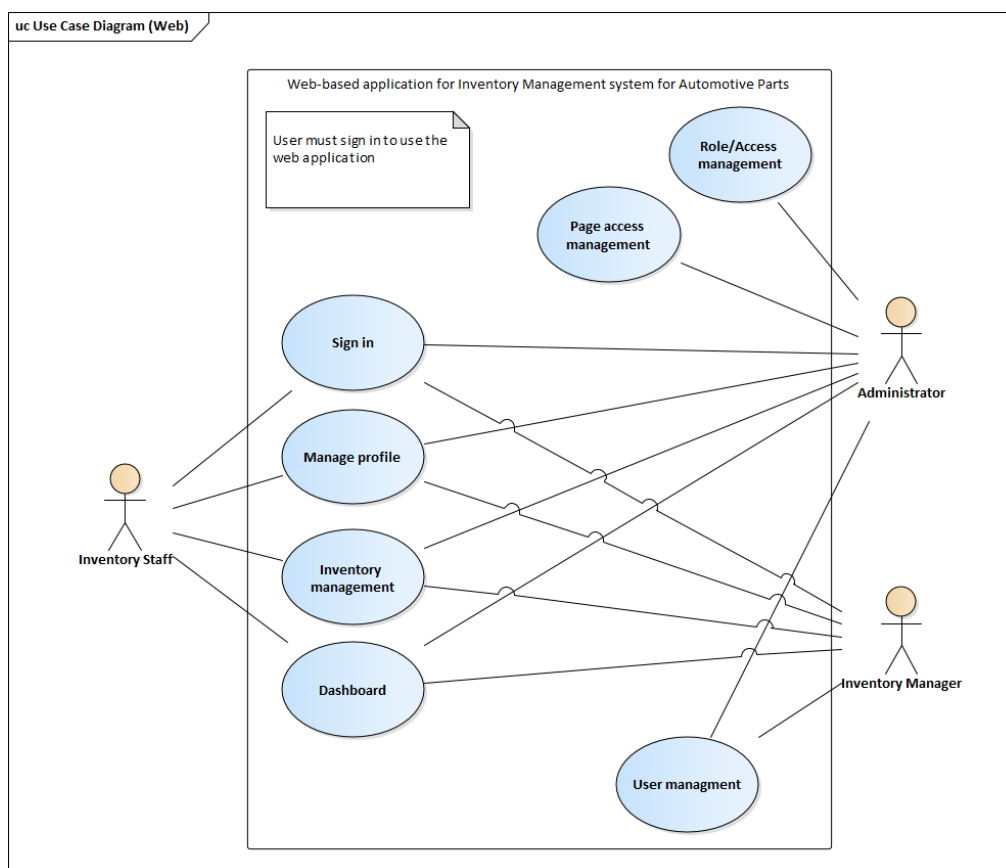 uc Use Case Diagram (Web)
Web-based application for Inventory Management system for Automotive Parts
User must sign in to use the
web application
Role/Access
management
Page access
management
Sign in
Administrator
Manage profile
Inventory Staff
Inventory
management
Inventory Manager
Dashboard
User managment